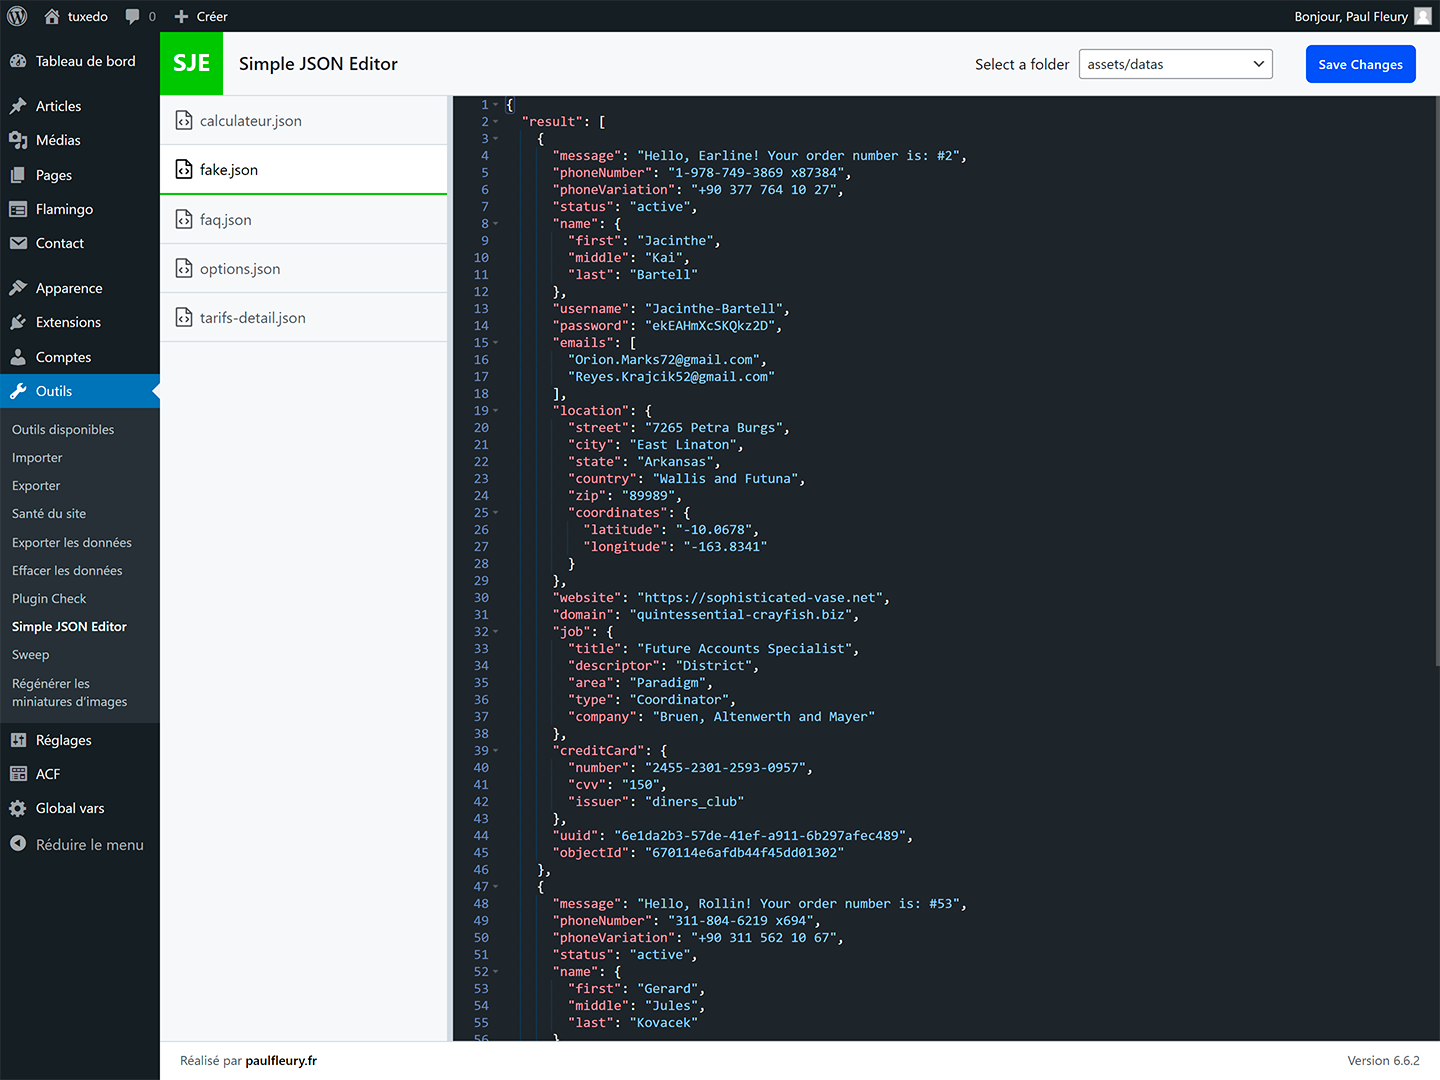 tuxedo 0 Créer Bonjour, Paul Fleury
Tableau de bord
Articles
Médias
Pages
Flamingo
Contact
Apparence
Extensions
Comptes
Outils
Outils disponibles
Importer
Exporter
Santé du site
Exporter les données
Effacer les données
Plugin Check
Simple JSON Editor
Sweep
Régénérer les
miniatures d'images
Réglages
ACF
Global vars
Réduire le menu
SJE Simple JSON Editor Select a folder assets/datas Save Changes
calculateur.json
fake.json
faq.json
options.json
tarifs-detail.json
1 {
2 "result": [
3 {
4 "message": "Hello, Earline! Your order number is: #2",
5 "phoneNumber": "1-978-749-3869 x87384",
6 "phoneVariation": "+90 377 764 10 27",
7 "status": "active",
8 "name": {
9 "first": "Jacinthe",
10 "middle": "Kai",
11 "last": "Bartell"
12 },
13 "username": "Jacinthe-Bartell",
14 "password": "ekEAHmXcSKQkz2D",
15 "emails": [
16 "Orion.Marks72@gmail.com",
17 "Reyes.Krajcik52@gmail.com"
18 ],
19 "location": {
20 "street": "7265 Petra Burgs",
21 "city": "East Linaton",
22 "state": "Arkansas",
23 "country": "Wallis and Futuna",
24 "zip": "89989",
25 "coordinates": {
26 "latitude": "-10.0678",
27 "longitude": "-163.8341"
28 }
29 },
30 "website": "https://sophisticated-vase.net",
31 "domain": "quintessential-crayfish.biz",
32 "job": {
33 "title": "Future Accounts Specialist",
34 "descriptor": "District",
35 "area": "Paradigm",
36 "type": "Coordinator",
37 "company": "Bruen, Altenwerth and Mayer"
38 },
39 "creditCard": {
40 "number": "2455-2301-2593-0957",
41 "cvv": "150",
42 "issuer": "diners_club"
43 },
44 "uuid": "6e1da2b3-57de-41ef-a911-6b297afec489",
45 "objectId": "670114e6afdb44f45dd01302"
46 },
47 {
48 "message": "Hello, Rollin! Your order number is: #53",
49 "phoneNumber": "311-804-6219 x694",
50 "phoneVariation": "+90 311 562 10 67",
51 "status": "active",
52 "name": {
53 "first": "Gerard",
54 "middle": "Jules",
55 "last": "Kovacek"
56 }
Réalisé par paulfleury.fr Version 6.6.2